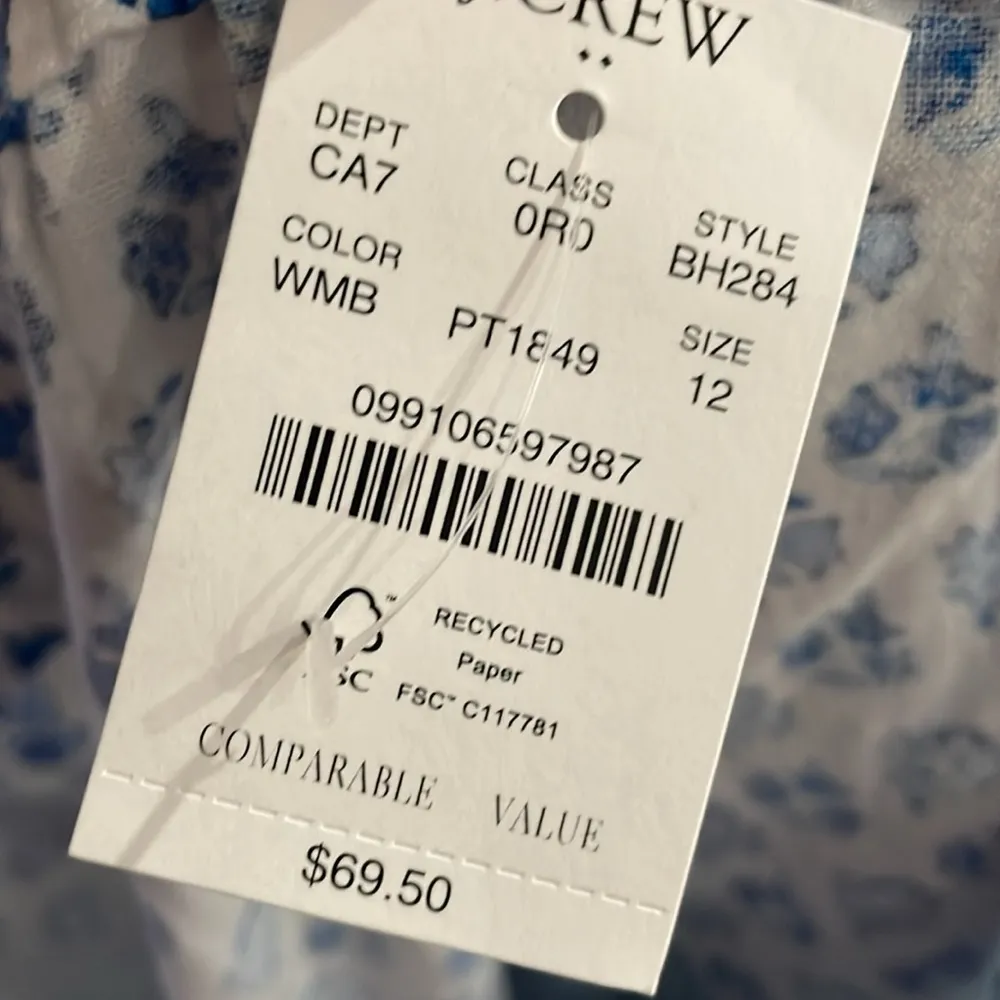 J.CREW
DEPT CLASS STYLE
CA7 0R0 BH284
COLOR SIZE
WMB PT1849 12
099106597987
RECYCLED
Paper
FSC™ C117781
COMPARABLE VALUE
$69.50